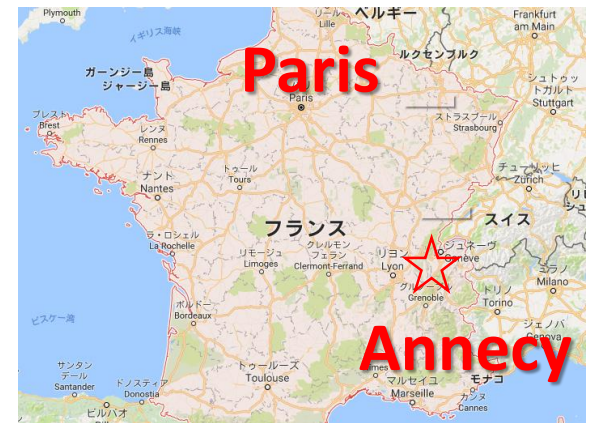 Plymouth
イギリス海峡
リール
Lille
ベルギー
Frankfurt
am Main
ルクセンブルク
ガーンジー島
ジャージー島
Paris
Paris
シュトゥッ
トガルト
Stuttgart
ブレスト
Brest
レンヌ
Rennes
ストラスブール
Strasbourg
ナント
Nantes
トゥール
Tours
チューリッヒ
Zürich
フランス
スイス
ラ・ロシェル
La Rochelle
リモージュ
Limoges
クレルモン
フェラン
Clermont-Ferrand
リヨン
Lyon
ジュネーヴ
Genève
ミラノ
Milano
Grenoble
トリノ
Torino
ボルドー
Bordeaux
ビスケー湾
ジェノバ
Genova
Annecy
サンタン
デール
Santander
ドノスティア
Donostia
トゥールーズ
Toulouse
マルセイユ
Marseille
モナコ
カンヌ
Cannes
ビルバオ